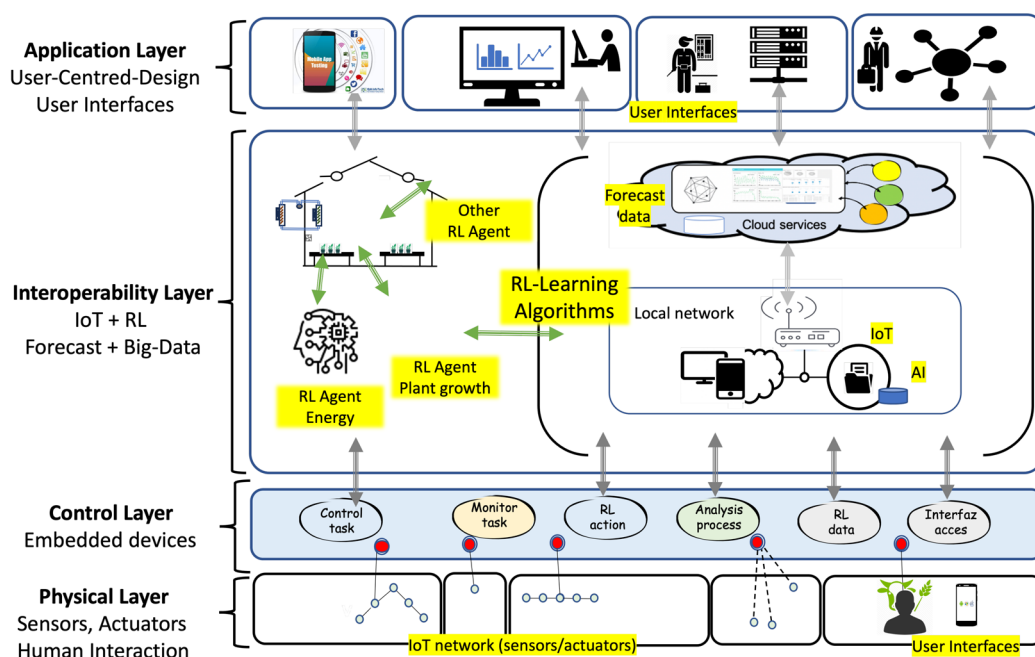 Application Layer
User-Centred-Design
User Interfaces
Mobile App
Testing
User Interfaces
Interoperability Layer
IoT + RL
Forecast + Big-Data
Other
RL Agent
Forecast
data
Cloud services
RL-Learning
Algorithms
Local network
IoT
AI
RL Agent
Plant growth
RL Agent
Energy
Control Layer
Embedded devices
Control
task
Monitor
task
RL
action
Analysis
process
RL
data
Interfaz
acces
Physical Layer
Sensors, Actuators
Human Interaction
IoT network (sensors/actuators)
User Interfaces